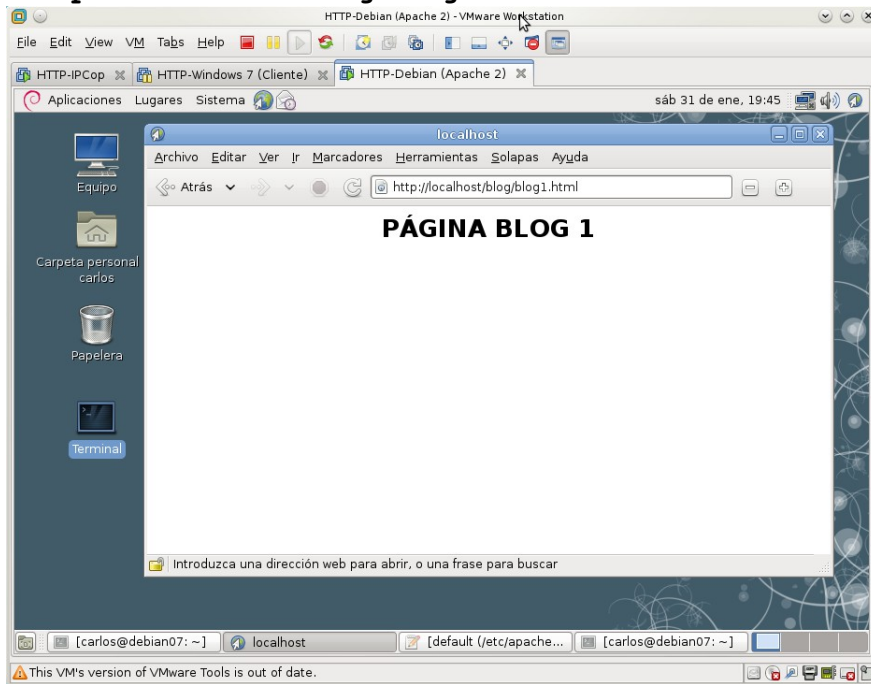 HTTP-Debian (Apache 2) - VMware Workstation
File Edit View VM Tabs Help
HTTP-IPCop HTTP-Windows 7 (Cliente) HTTP-Debian (Apache 2)
Aplicaciones Lugares Sistema sáb 31 de ene, 19:45
localhost
Archivo Editar Ver Ir Marcadores Herramientas Solapas Ayuda
Atrás http://localhost/blog/blog1.html
PÁGINA BLOG 1
Equipo
Carpeta personal
carlos
Papelera
Terminal
Introduzca una dirección web para abrir, o una frase para buscar
[carlos@debian07: ~] localhost [default (/etc/apache... [carlos@debian07: ~]
This VM's version of VMware Tools is out of date.